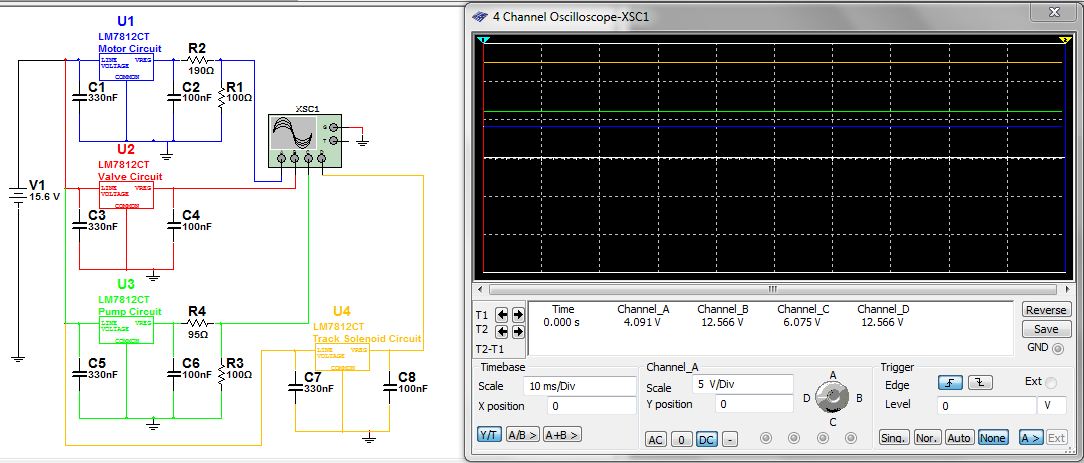 U1
LM7812CT
Motor Circuit
LINE VREG
VOLTAGE
COMMON
R2
190Ω
C1
330nF
C2
100nF
R1
100Ω
XSC1
G
T
A B C D
U2
LM7812CT
Valve Circuit
LINE VREG
VOLTAGE
COMMON
V1
15.6 V
C3
330nF
C4
100nF
U3
LM7812CT
Pump Circuit
LINE VREG
VOLTAGE
COMMON
R4
95Ω
C5
330nF
C6
100nF
R3
100Ω
U4
LM7812CT
Track Solenoid Circuit
LINE VREG
VOLTAGE
COMMON
C7
330nF
C8
100nF
4 Channel Oscilloscope-XSC1
T1
T2
T2-T1
Time Channel_A Channel_B Channel_C Channel_D
0.000 s 4.091 V 12.566 V 6.075 V 12.566 V
Reverse
Save
GND
Timebase
Scale 10 ms/Div
X position 0
Y/T A/B > A+B >
Channel_A
Scale 5 V/Div
Y position 0
AC 0 DC -
A
D B
C
Trigger
Edge Ext
Level 0 V
Sing. Nor. Auto None A > Ext